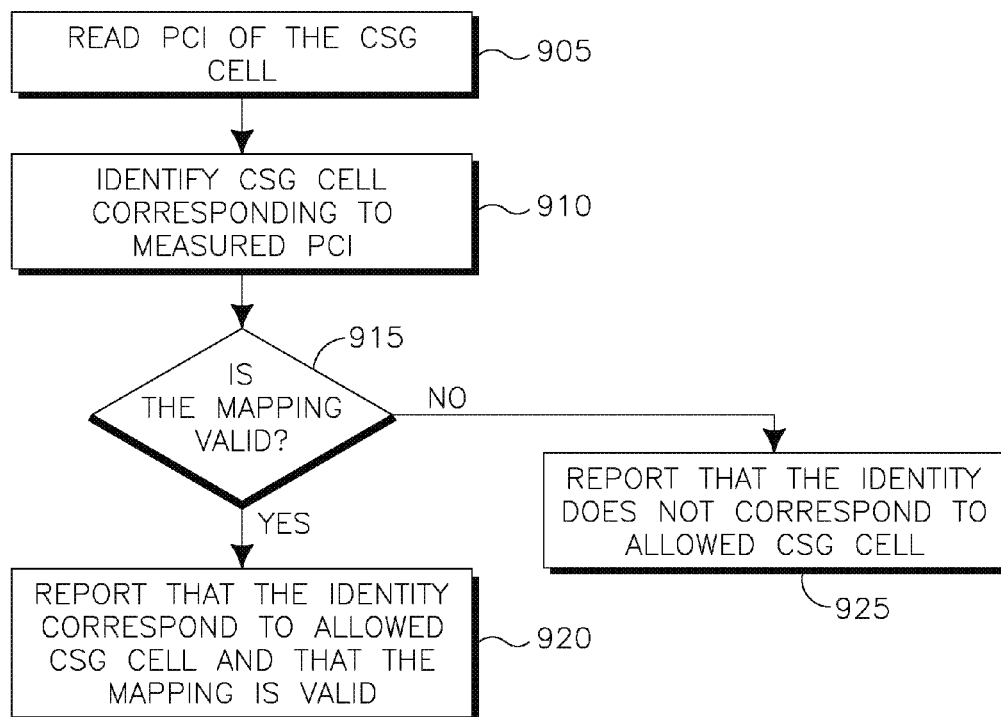 READ PCI OF THE CSG
CELL
905
IDENTIFY CSG CELL
CORRESPONDING TO
MEASURED PCI
910
915
IS
THE MAPPING
VALID?
NO
YES
REPORT THAT THE IDENTITY
DOES NOT CORRESPOND TO
ALLOWED CSG CELL
925
REPORT THAT THE IDENTITY
CORRESPOND TO ALLOWED
CSG CELL AND THAT THE
MAPPING IS VALID
920